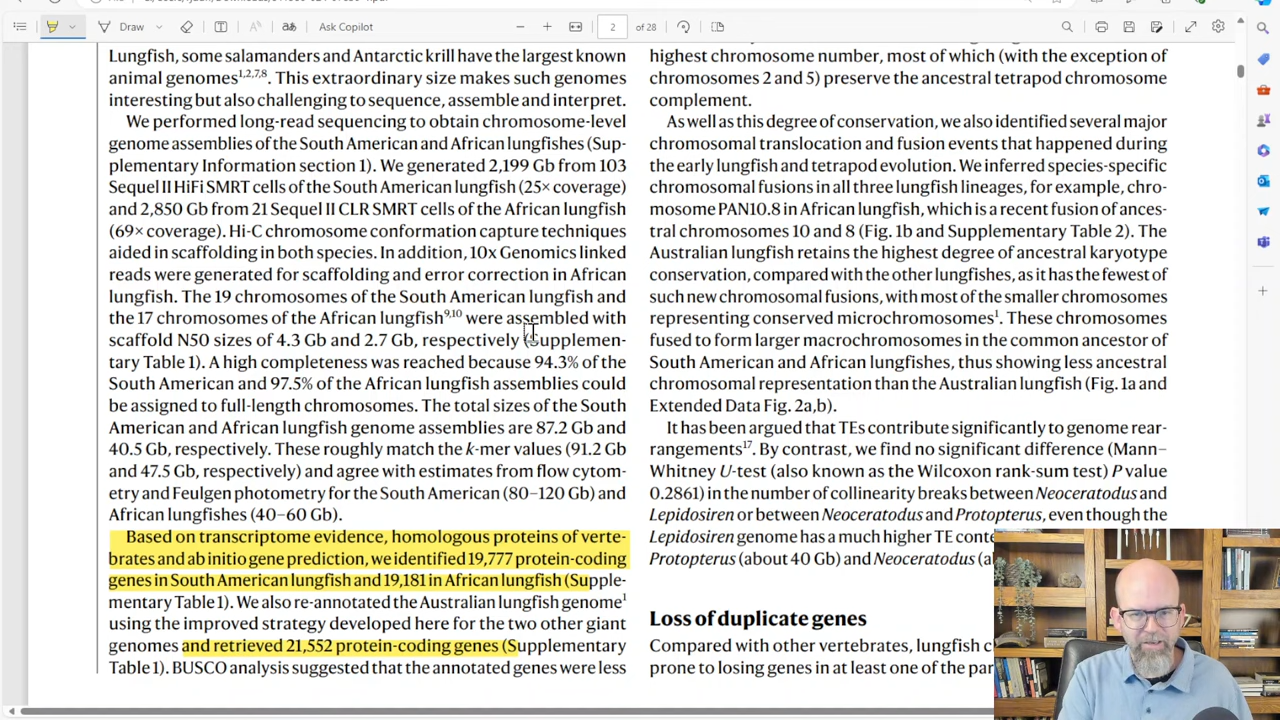 Draw
Ask Copilot
2
of 28
Lungfish, some salamanders and Antarctic krill have the largest known
animal genomes1,2,7,8. This extraordinary size makes such genomes
interesting but also challenging to sequence, assemble and interpret.
We performed long-read sequencing to obtain chromosome-level
genome assemblies of the South American and African lungfishes (Sup-
plementary Information section 1). We generated 2,199 Gb from 103
Sequel II HiFi SMRT cells of the South American lungfish (25× coverage)
and 2,850 Gb from 21 Sequel II CLR SMRT cells of the African lungfish
(69× coverage). Hi-C chromosome conformation capture techniques
aided in scaffolding in both species. In addition, 10x Genomics linked
reads were generated for scaffolding and error correction in African
lungfish. The 19 chromosomes of the South American lungfish and
the 17 chromosomes of the African lungfish9,10 were assembled with
scaffold N50 sizes of 4.3 Gb and 2.7 Gb, respectively (Supplemen-
tary Table 1). A high completeness was reached because 94.3% of the
South American and 97.5% of the African lungfish assemblies could
be assigned to full-length chromosomes. The total sizes of the South
American and African lungfish genome assemblies are 87.2 Gb and
40.5 Gb, respectively. These roughly match the k-mer values (91.2 Gb
and 47.5 Gb, respectively) and agree with estimates from flow cytom-
etry and Feulgen photometry for the South American (80–120 Gb) and
African lungfishes (40–60 Gb).
Based on transcriptome evidence, homologous proteins of verte-
brates and ab initio gene prediction, we identified 19,777 protein-coding
genes in South American lungfish and 19,181 in African lungfish (Supple-
mentary Table 1). We also re-annotated the Australian lungfish genome1
using the improved strategy developed here for the two other giant
genomes and retrieved 21,552 protein-coding genes (Supplementary
Table 1). BUSCO analysis suggested that the annotated genes were less
highest chromosome number, most of which (with the exception of
chromosomes 2 and 5) preserve the ancestral tetrapod chromosome
complement.
As well as this degree of conservation, we also identified several major
chromosomal translocation and fusion events that happened during
the early lungfish and tetrapod evolution. We inferred species-specific
chromosomal fusions in all three lungfish lineages, for example, chro-
mosome PAN10.8 in African lungfish, which is a recent fusion of ances-
tral chromosomes 10 and 8 (Fig. 1b and Supplementary Table 2). The
Australian lungfish retains the highest degree of ancestral karyotype
conservation, compared with the other lungfishes, as it has the fewest of
such new chromosomal fusions, with most of the smaller chromosomes
representing conserved microchromosomes1. These chromosomes
fused to form larger macrochromosomes in the common ancestor of
South American and African lungfishes, thus showing less ancestral
chromosomal representation than the Australian lungfish (Fig. 1a and
Extended Data Fig. 2a,b).
It has been argued that TEs contribute significantly to genome rear-
rangements17. By contrast, we find no significant difference (Mann–
Whitney U-test (also known as the Wilcoxon rank-sum test) P value
0.2861) in the number of collinearity breaks between Neoceratodus and
Lepidosiren or between Neoceratodus and Protopterus, even though the
Lepidosiren genome has a much higher TE
Protopterus (about 40 Gb) and Neoceratodus
Loss of duplicate genes
Compared with other vertebrates, lungfish
prone to losing genes in at least one of the